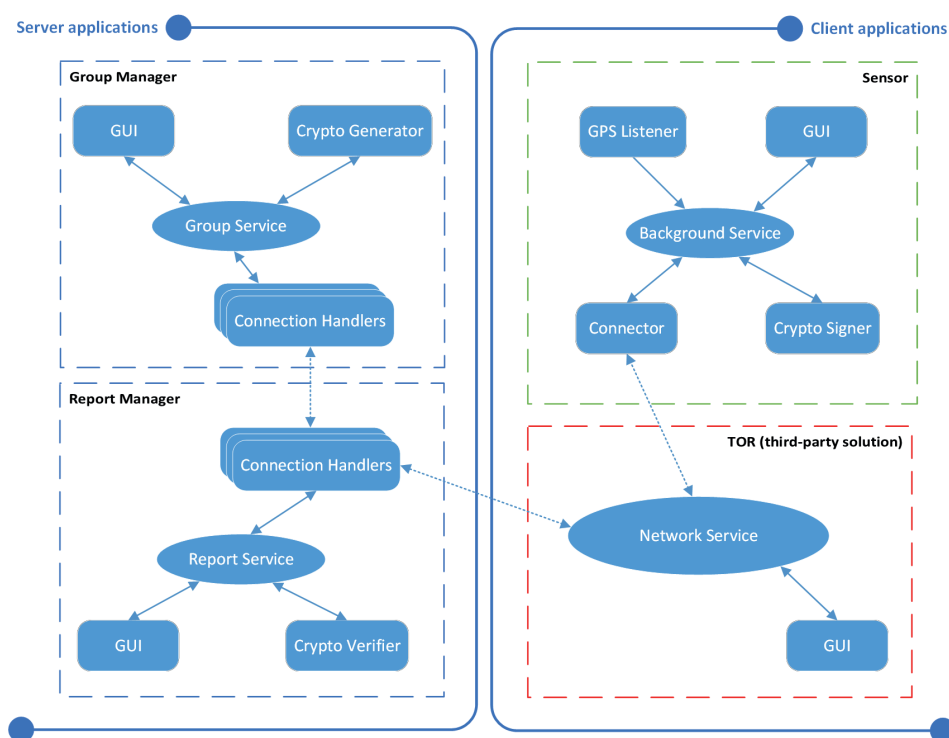 Server applications
Client applications
Group Manager
GUI
Crypto Generator
Group Service
Connection Handlers
Report Manager
Connection Handlers
Report Service
GUI
Crypto Verifier
Sensor
GPS Listener
GUI
Background Service
Connector
Crypto Signer
TOR (third-party solution)
Network Service
GUI